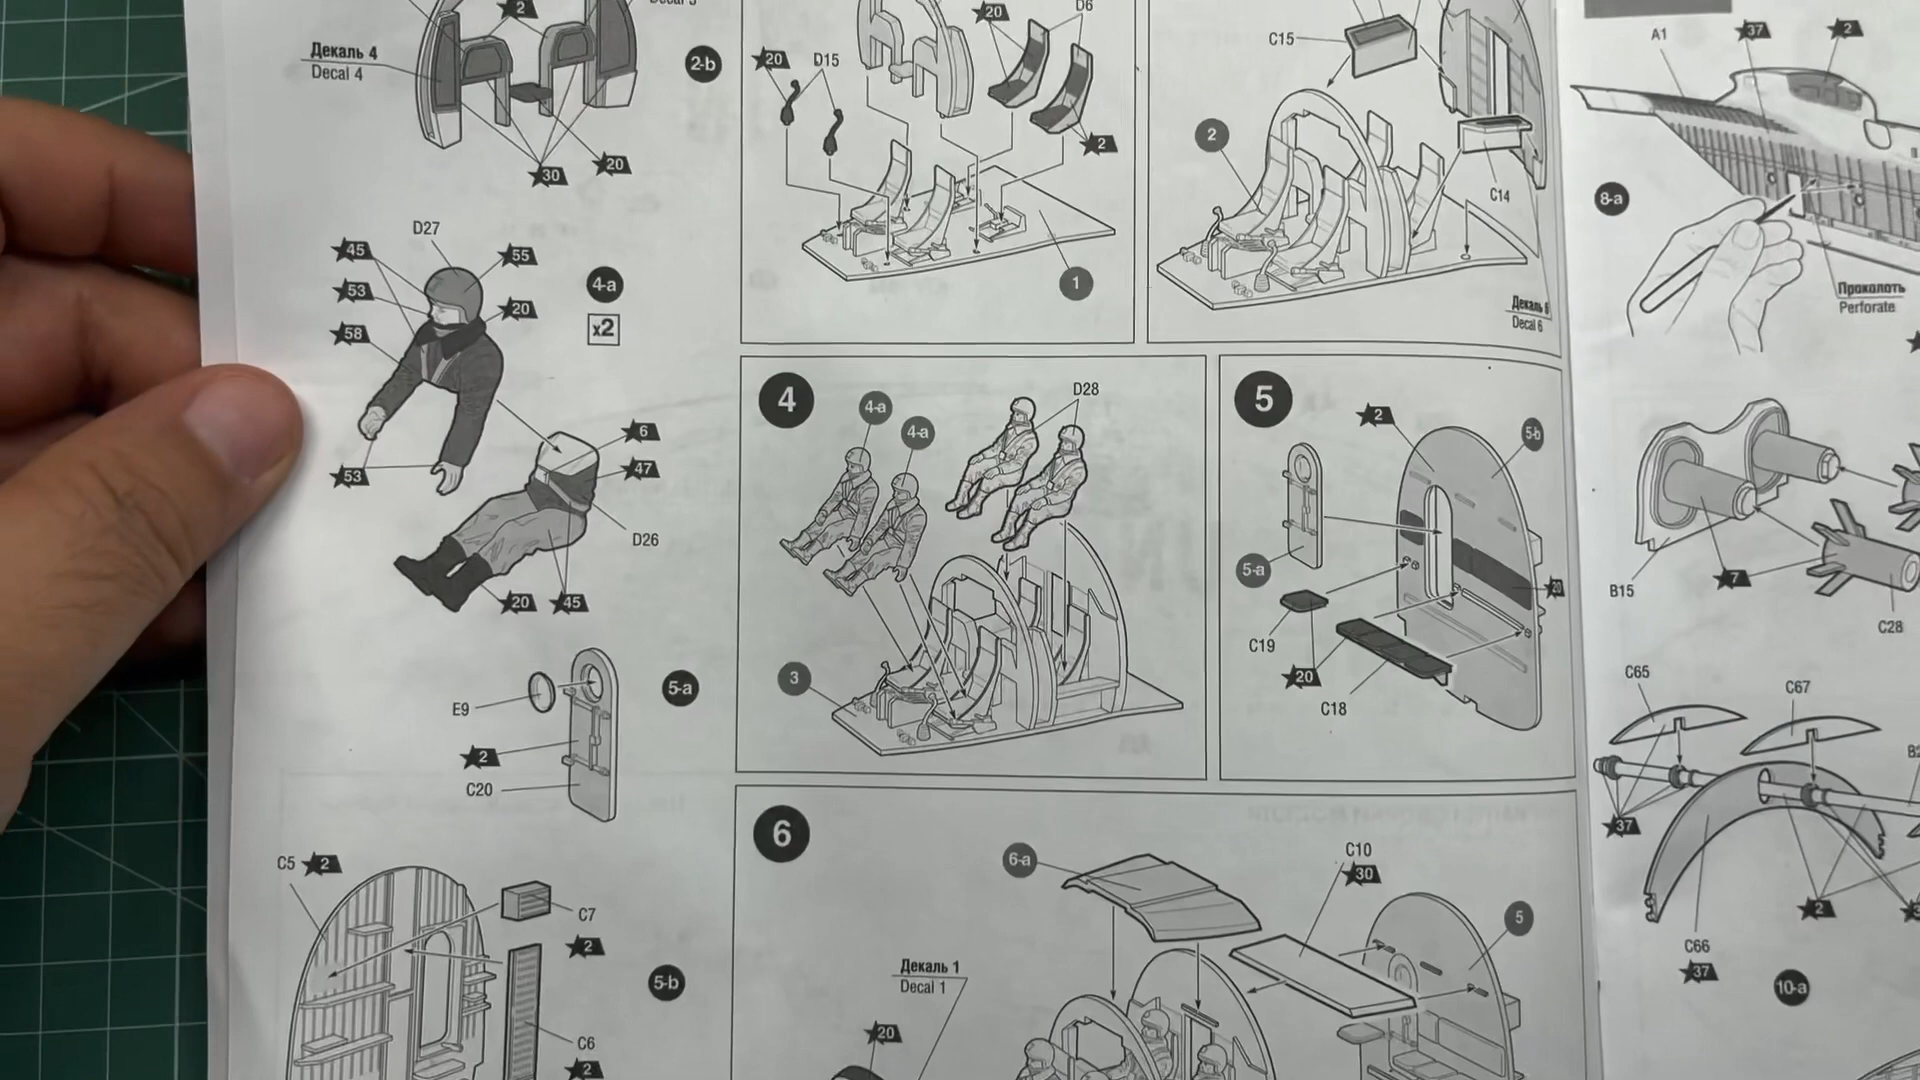 2
Декаль 4
Decal 4
2-b
30
20
D27
45
55
53
20
58
4-a
x2
53
6
47
D26
20
45
E9
5-a
2
C20
C5
2
C7
2
5-b
C6
2
20
D6
20
D15
2
1
C15
2
C14
Декаль 6
Decal 6
4
4-a
4-a
D28
3
5
2
5-b
5-a
C19
20
C18
6
6-a
C10
30
5
Декаль 1
Decal 1
20
A1
37
2
8-a
Проколоть
Perforate
B15
7
C28
C65
C67
37
2
C66
37
10-a